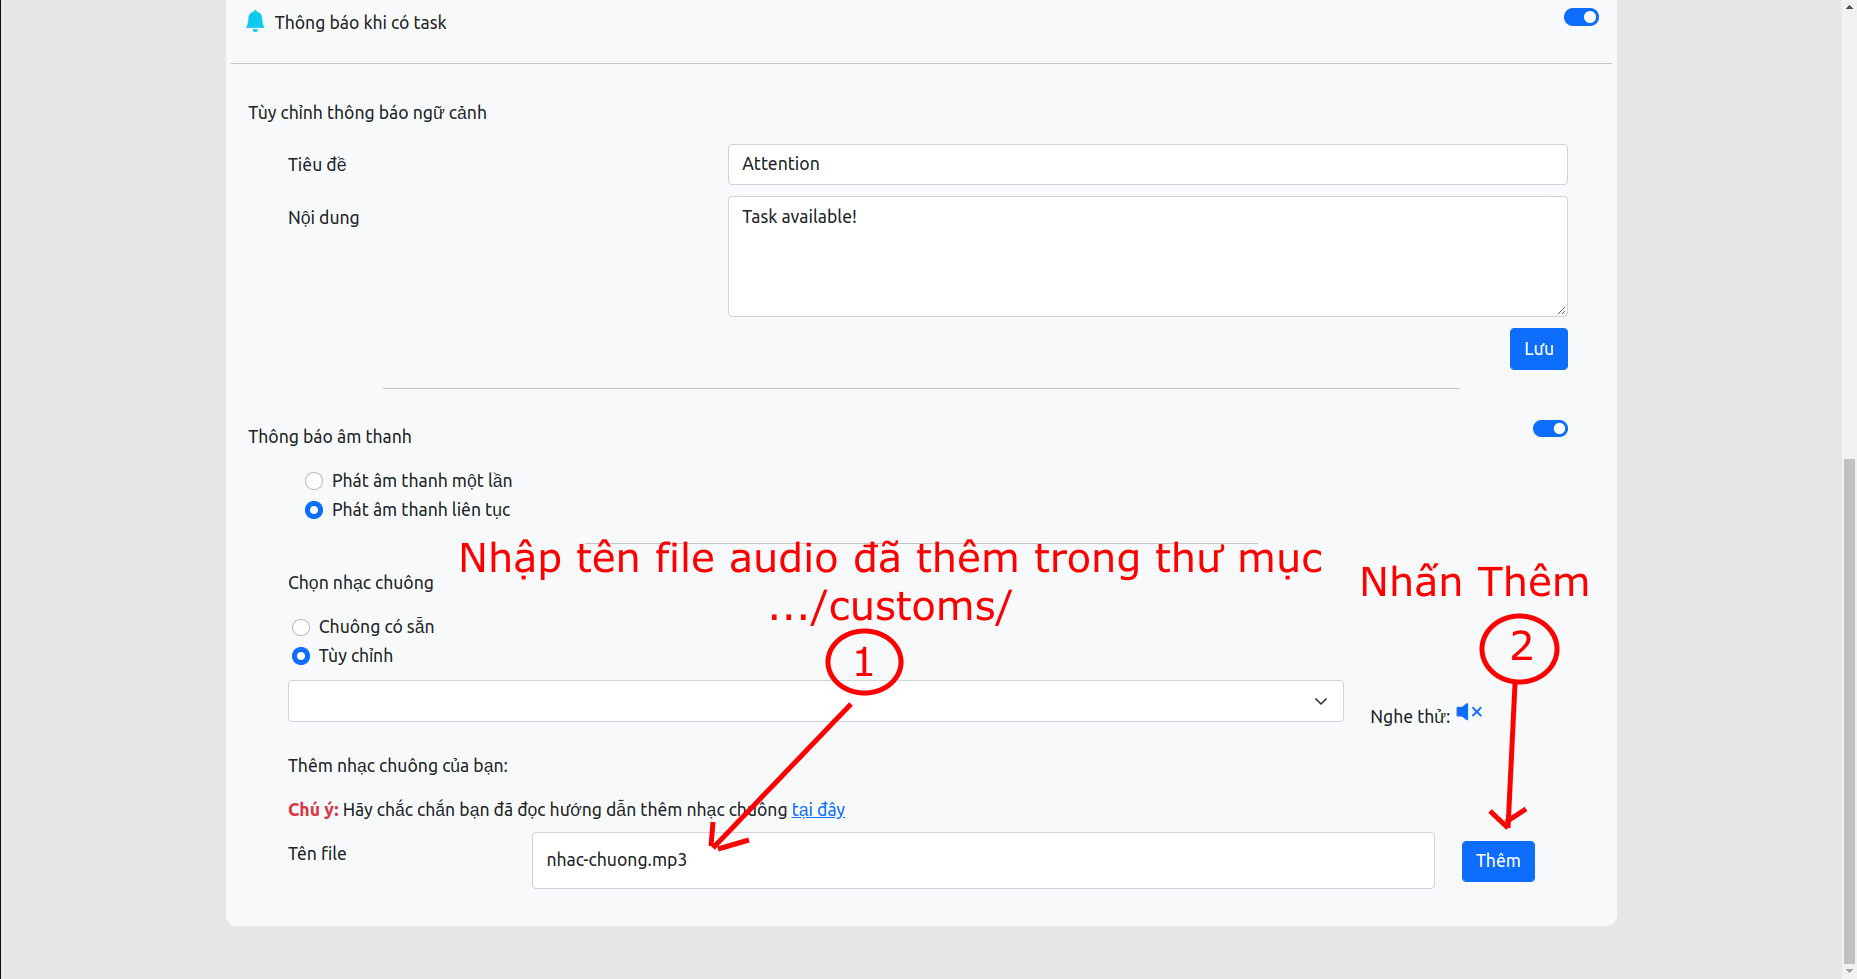 Thông báo khi có task
Tùy chỉnh thông báo ngữ cảnh
Tiêu đề
Attention
Nội dung
Task available!
Lưu
Thông báo âm thanh
Phát âm thanh một lần
Phát âm thanh liên tục
Nhập tên file audio đã thêm trong thư mục
.../customs/
Nhấn Thêm
Chọn nhạc chuông
Chuông có sẵn
1
2
Tùy chỉnh
Nghe thử:
Thêm nhạc chuông của bạn:
Chú ý: Hãy chắc chắn bạn đã đọc hướng dẫn thêm nhạc chuông tại đây
Tên file
nhac-chuong.mp3
Thêm